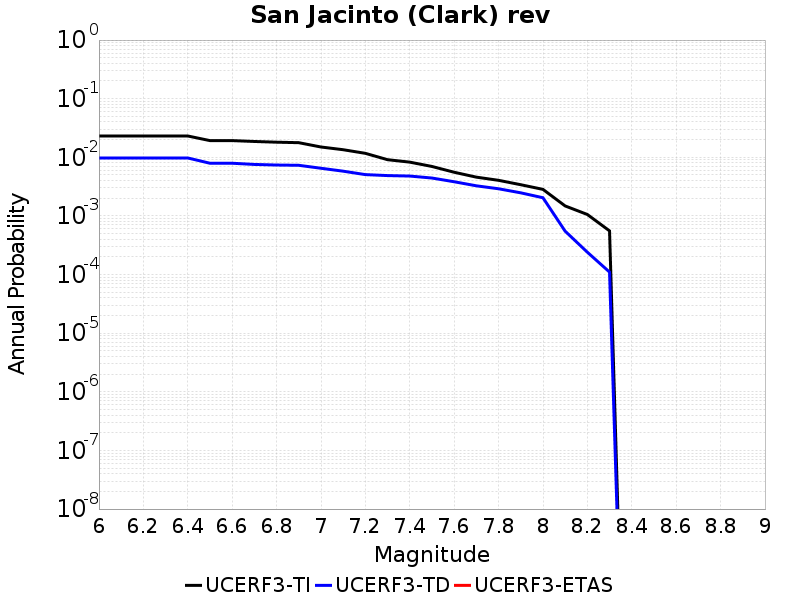 San Jacinto (Clark) rev
10^0
10^-1
10^-2
10^-3
10^-4
10^-5
10^-6
10^-7
10^-8
Annual Probability
6 6.2 6.4 6.6 6.8 7 7.2 7.4 7.6 7.8 8 8.2 8.4 8.6 8.8 9
Magnitude
UCERF3-TI UCERF3-TD UCERF3-ETAS